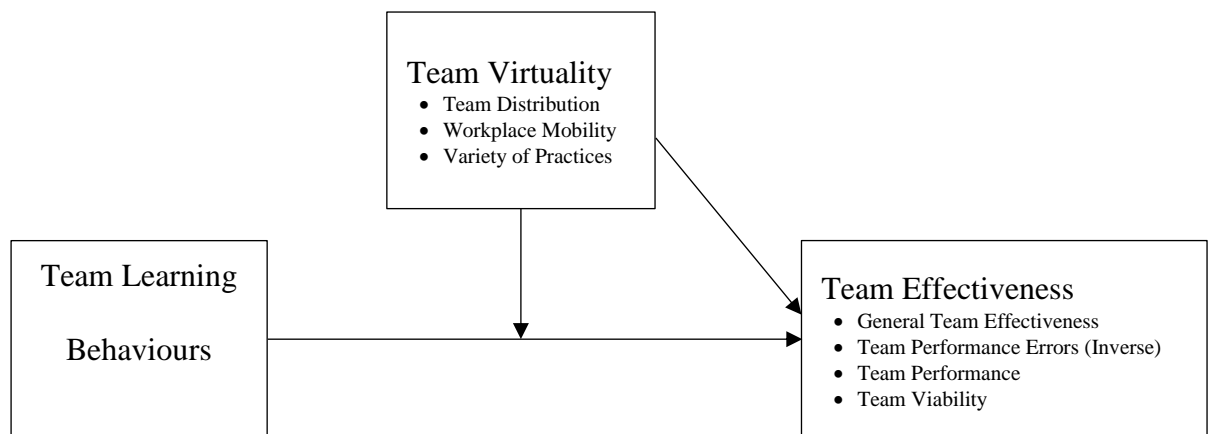 Team Virtuality
• Team Distribution
• Workplace Mobility
• Variety of Practices
Team Learning
Behaviours
Team Effectiveness
• General Team Effectiveness
• Team Performance Errors (Inverse)
• Team Performance
• Team Viability